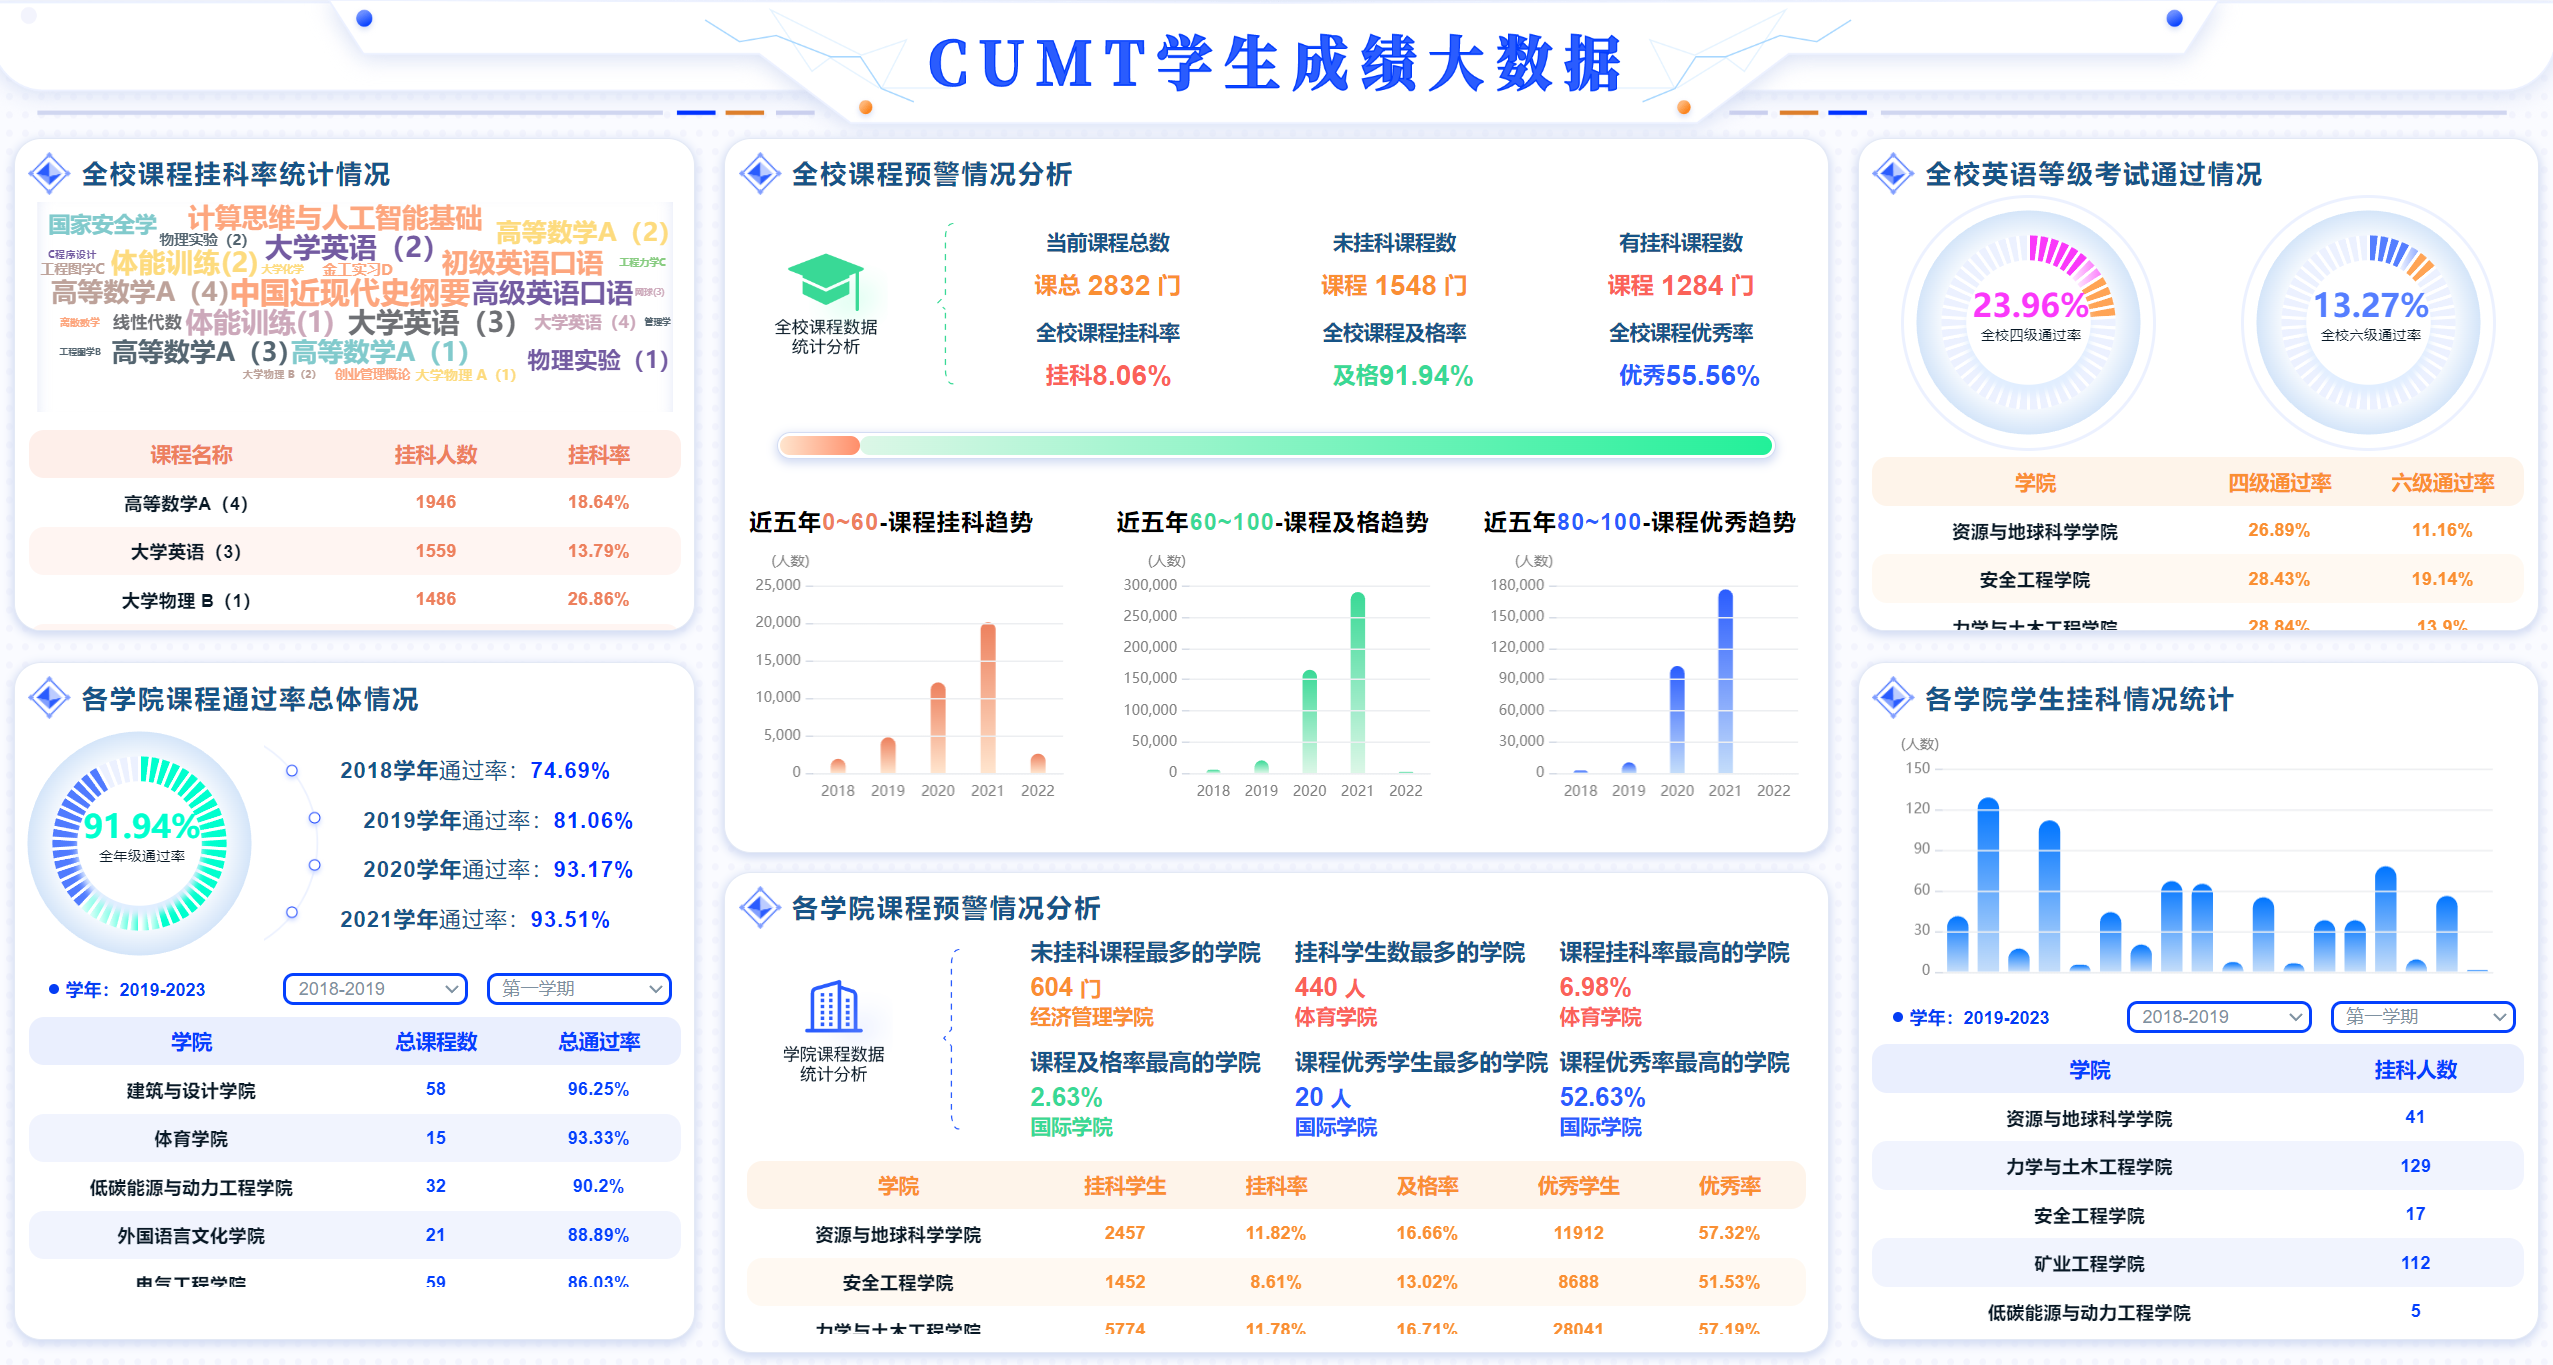 CUMT学生成绩大数据
全校课程挂科率统计情况
国家安全学
计算思维与人工智能基础
高等数学A（2）
物理实验（2）
大学英语（2）
C程序设计
工程图学C
体能训练(2)
大学化学
金工实习D
初级英语口语
工程力学C
高等数学A（4）
中国近现代史纲要
高级英语口语
网球(3)
离散数学
线性代数
体能训练(1)
大学英语（3）
大学英语（4）
管理学
工程图学B
高等数学A（3）
高等数学A（1）
物理实验（1）
大学物理 B（2）
创业管理概论
大学物理 A（1）
课程名称 挂科人数 挂科率
高等数学A（4） 1946 18.64%
大学英语（3） 1559 13.79%
大学物理 B（1） 1486 26.86%
各学院课程通过率总体情况
91.94%
全年级通过率
2018学年通过率：74.69%
2019学年通过率：81.06%
2020学年通过率：93.17%
2021学年通过率：93.51%
学年：2019-2023 2018-2019 第一学期
学院 总课程数 总通过率
建筑与设计学院 58 96.25%
体育学院 15 93.33%
低碳能源与动力工程学院 32 90.2%
外国语言文化学院 21 88.89%
电气工程学院 59 86.03%
全校课程预警情况分析
全校课程数据
统计分析
当前课程总数 未挂科课程数 有挂科课程数
课总 2832 门 课程 1548 门 课程 1284 门
全校课程挂科率 全校课程及格率 全校课程优秀率
挂科8.06% 及格91.94% 优秀55.56%
近五年0~60-课程挂科趋势
(人数)
25,000
20,000
15,000
10,000
5,000
0
2018 2019 2020 2021 2022
近五年60~100-课程及格趋势
(人数)
300,000
250,000
200,000
150,000
100,000
50,000
0
2018 2019 2020 2021 2022
近五年80~100-课程优秀趋势
(人数)
180,000
150,000
120,000
90,000
60,000
30,000
0
2018 2019 2020 2021 2022
各学院课程预警情况分析
学院课程数据
统计分析
未挂科课程最多的学院 挂科学生数最多的学院 课程挂科率最高的学院
604 门 440 人 6.98%
经济管理学院 体育学院 体育学院
课程及格率最高的学院 课程优秀学生最多的学院 课程优秀率最高的学院
2.63% 20 人 52.63%
国际学院 国际学院 国际学院
学院 挂科学生 挂科率 及格率 优秀学生 优秀率
资源与地球科学学院 2457 11.82% 16.66% 11912 57.32%
安全工程学院 1452 8.61% 13.02% 8688 51.53%
力学与土木工程学院 5774 11.78% 16.71% 28041 57.19%
全校英语等级考试通过情况
23.96%
全校四级通过率
13.27%
全校六级通过率
学院 四级通过率 六级通过率
资源与地球科学学院 26.89% 11.16%
安全工程学院 28.43% 19.14%
力学与土木工程学院 28.84% 13.9%
各学院学生挂科情况统计
(人数)
150
120
90
60
30
0
学年：2019-2023 2018-2019 第一学期
学院 挂科人数
资源与地球科学学院 41
力学与土木工程学院 129
安全工程学院 17
矿业工程学院 112
低碳能源与动力工程学院 5